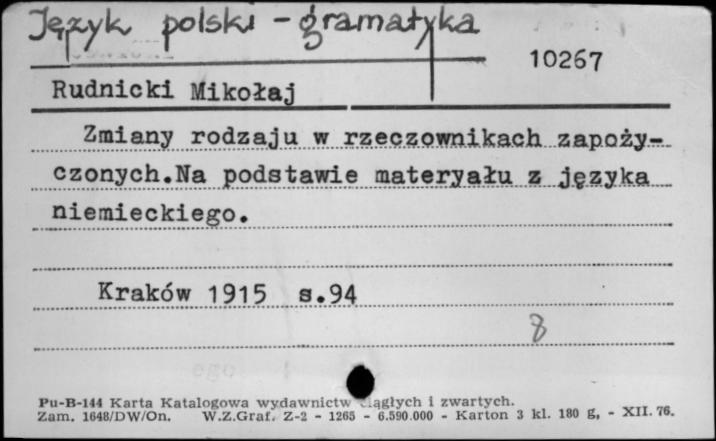 Język polski - gramatyka
10267
Rudnicki Mikołaj
Zmiany rodzaju w rzeczownikach zapoży-
czonych.Na podstawie materyału z języka
niemieckiego.
Kraków 1915 s.94
8
Pu-B-144 Karta Katalogowa wydawnictw ciągłych i zwartych.
Zam. 1648/DW/On. W.Z.Graf. Z-2 - 1265 - 6.590.000 - Karton 3 kl. 180 g, - XII. 76.